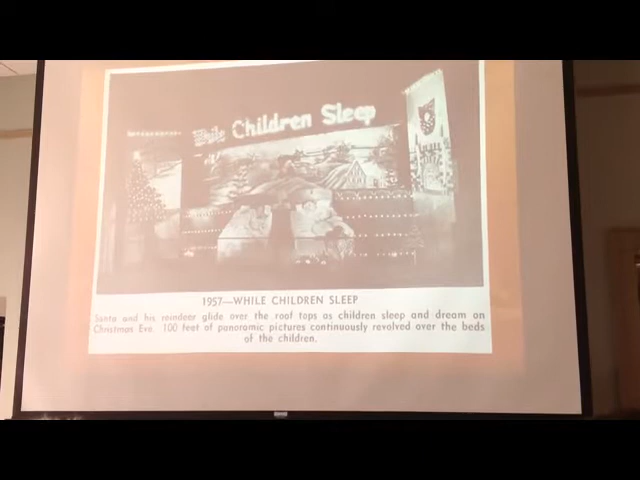 While Children Sleep
1957—WHILE CHILDREN SLEEP
Santa and his reindeer glide over the roof tops as children sleep and dream on
Christmas Eve. 100 feet of panoramic pictures continuously revolved over the beds
of the children.